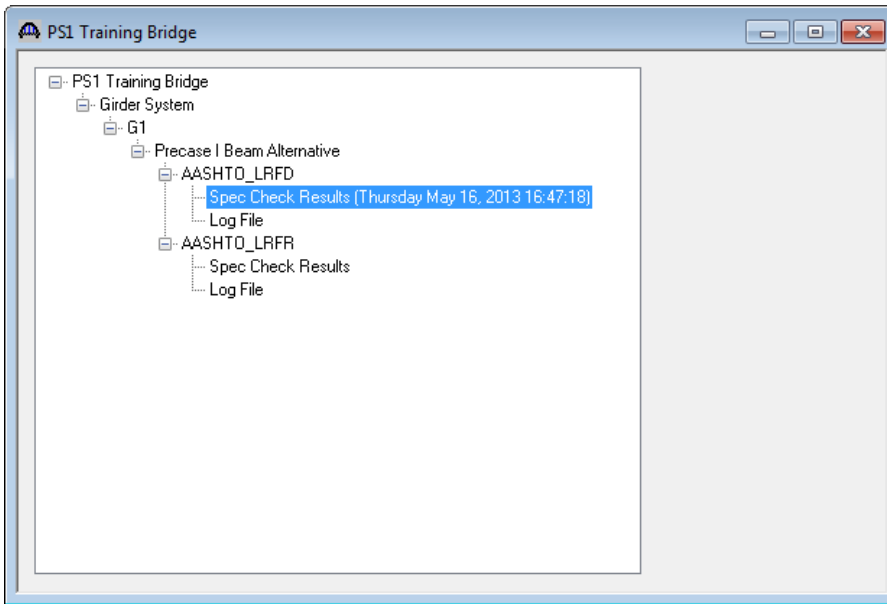 PS1 Training Bridge
PS1 Training Bridge
Girder System
G1
Precase I Beam Alternative
AASHTO_LRFD
Spec Check Results (Thursday May 16, 2013 16:47:18)
Log File
AASHTO_LRFR
Spec Check Results
Log File